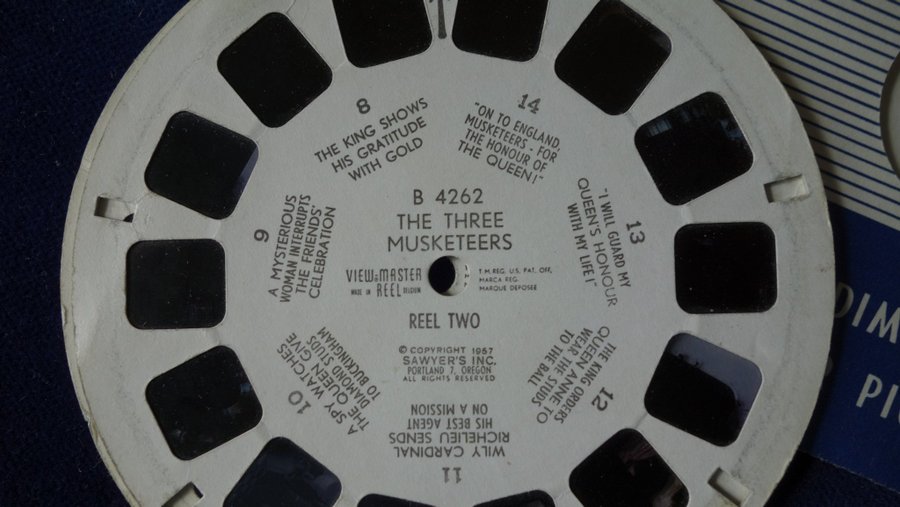 B 4262
THE THREE
MUSKETEERS
VIEW-MASTER
MADE IN REEL BELGIUM
T M REG. U.S. PAT. OFF.
MARCA REG.
MARQUE DEPOSEE
REEL TWO
© COPYRIGHT 1957
SAWYER'S INC.
PORTLAND 7, OREGON
ALL RIGHTS RESERVED
8
THE KING SHOWS
HIS GRATITUDE
WITH GOLD
9
A MYSTERIOUS
WOMAN INTERRUPTS
THE FRIENDS'
CELEBRATION
10
A SPY WATCHES
THE QUEEN GIVE
DIAMOND STUDS
TO BUCKINGHAM
11
WILY CARDINAL
RICHELIEU SENDS
HIS BEST AGENT
ON A MISSION
12
THE KING ORDERS
QUEEN ANNE TO
WEAR THE STUDS
TO THE BALL
13
"I WILL GUARD MY
QUEEN'S HONOUR
WITH MY LIFE!"
14
"ON TO ENGLAND,
MUSKETEERS - FOR
THE HONOUR OF
THE QUEEN!"
DIM
PI